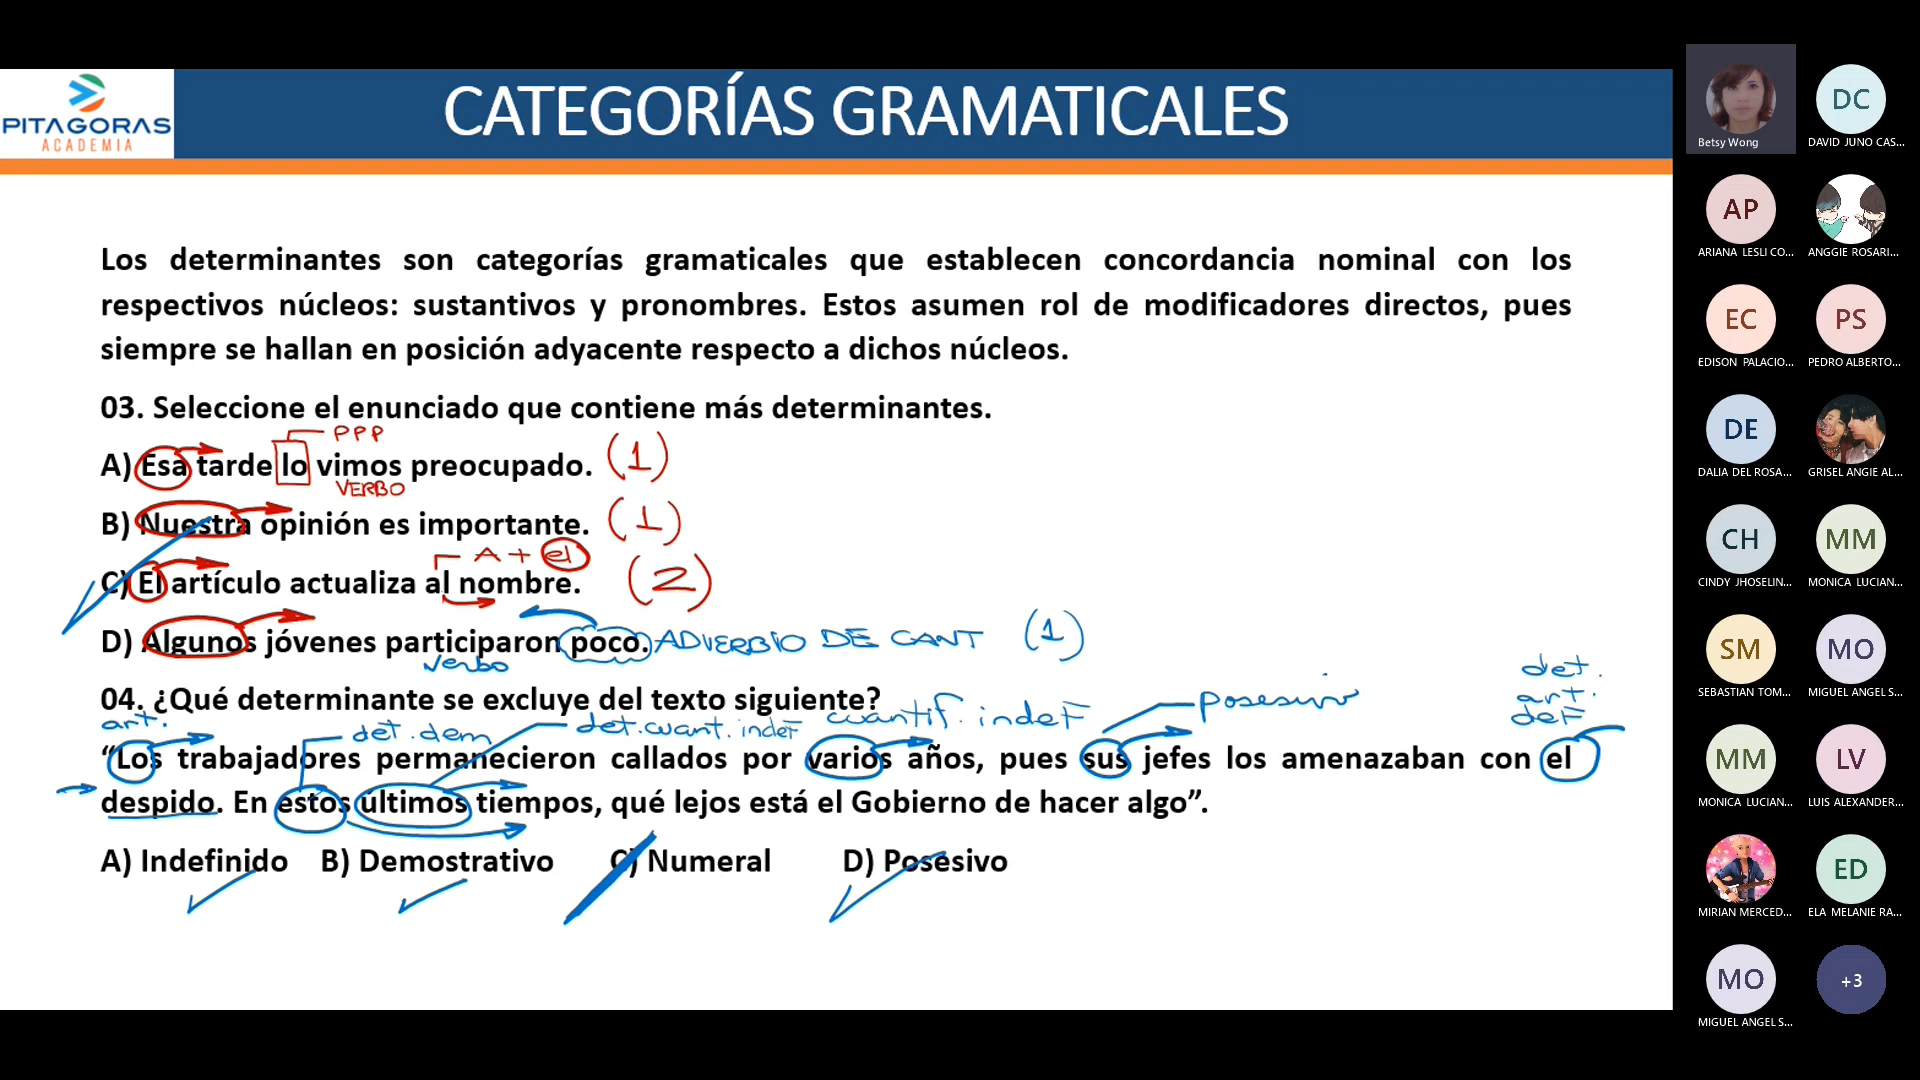 PITAGORAS
ACADEMIA
CATEGORÍAS GRAMATICALES
Los determinantes son categorías gramaticales que establecen concordancia nominal con los
respectivos núcleos: sustantivos y pronombres. Estos asumen rol de modificadores directos, pues
siempre se hallan en posición adyacente respecto a dichos núcleos.
03. Seleccione el enunciado que contiene más determinantes.
PPP
A) Esa tarde lo vimos preocupado. (1)
VERBO
B) Nuestra opinión es importante. (1)
A + el
C) El artículo actualiza al nombre. (2)
D) Algunos jóvenes participaron poco. ADVERBIO DE CANT (1)
verbo
04. ¿Qué determinante se excluye del texto siguiente?
art. det. dem det. cuant. indef cuantif. indef posesivo det. art. def
“Los trabajadores permanecieron callados por varios años, pues sus jefes los amenazaban con el
despido. En estos últimos tiempos, qué lejos está el Gobierno de hacer algo”.
A) Indefinido B) Demostrativo C) Numeral D) Posesivo
Betsy Wong
DC
DAVID JUNO CAS...
AP
ARIANA LESLI CO...
ANGGIE ROSARI...
EC
EDISON PALACIO...
PS
PEDRO ALBERTO...
DE
DALIA DEL ROSA...
GRISEL ANGIE AL...
CH
CINDY JHOSELIN...
MM
MONICA LUCIAN...
SM
SEBASTIAN TOM...
MO
MIGUEL ANGEL S...
MM
MONICA LUCIAN...
LV
LUIS ALEXANDER...
MIRIAN MERCED...
ED
ELA MELANIE RA...
MO
MIGUEL ANGEL S...
+3